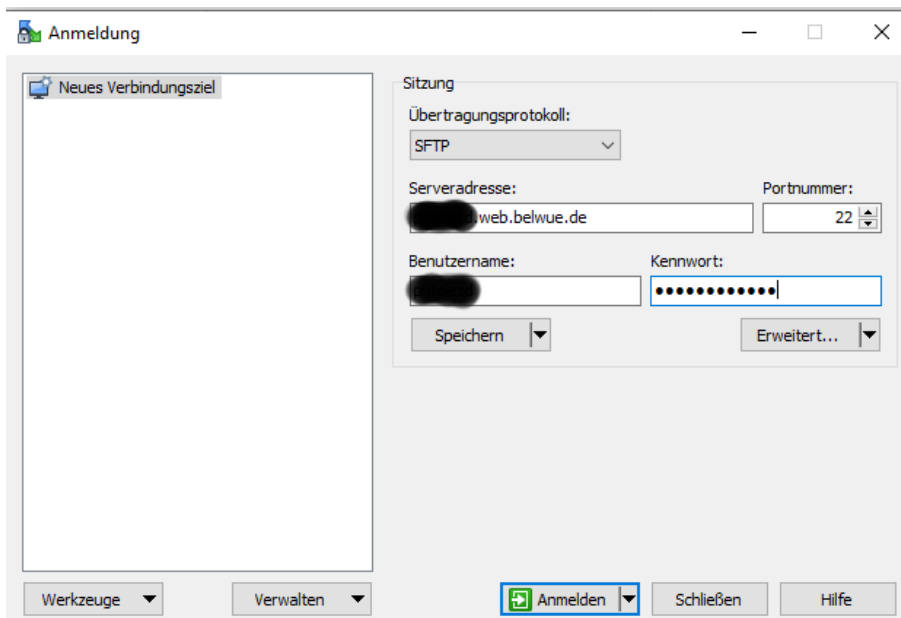 Anmeldung
Neues Verbindungsziel
Sitzung
Übertragungsprotokoll:
SFTP
Serveradresse:
Portnummer:
.web.belwue.de
22
Benutzername:
Kennwort:
••••••••••••
Speichern
Erweitert...
Werkzeuge
Verwalten
Anmelden
Schließen
Hilfe